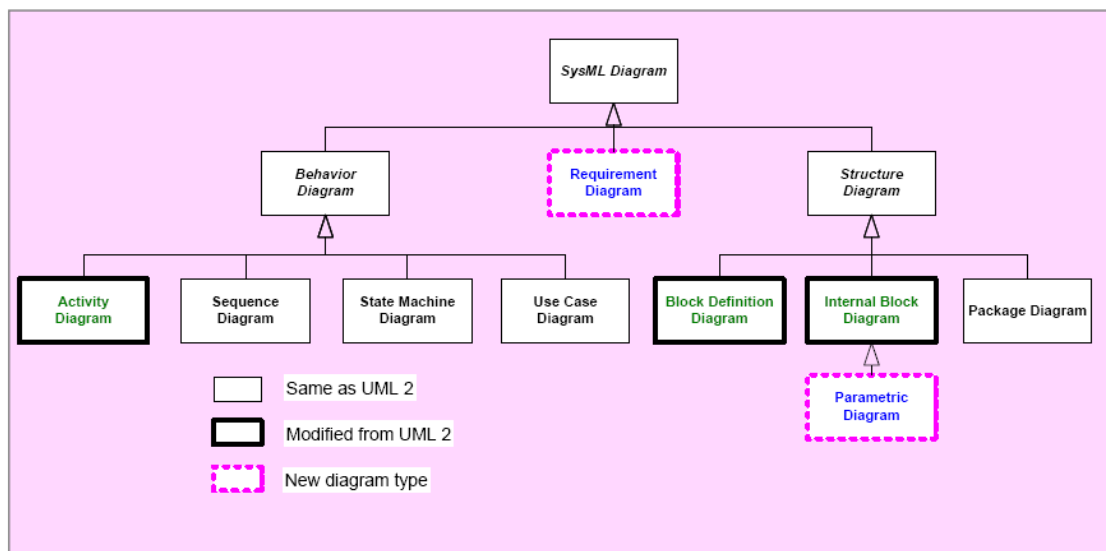 SysML Diagram
Behavior
Diagram
Requirement
Diagram
Structure
Diagram
Activity
Diagram
Sequence
Diagram
State Machine
Diagram
Use Case
Diagram
Block Definition
Diagram
Internal Block
Diagram
Package Diagram
Parametric
Diagram
Same as UML 2
Modified from UML 2
New diagram type